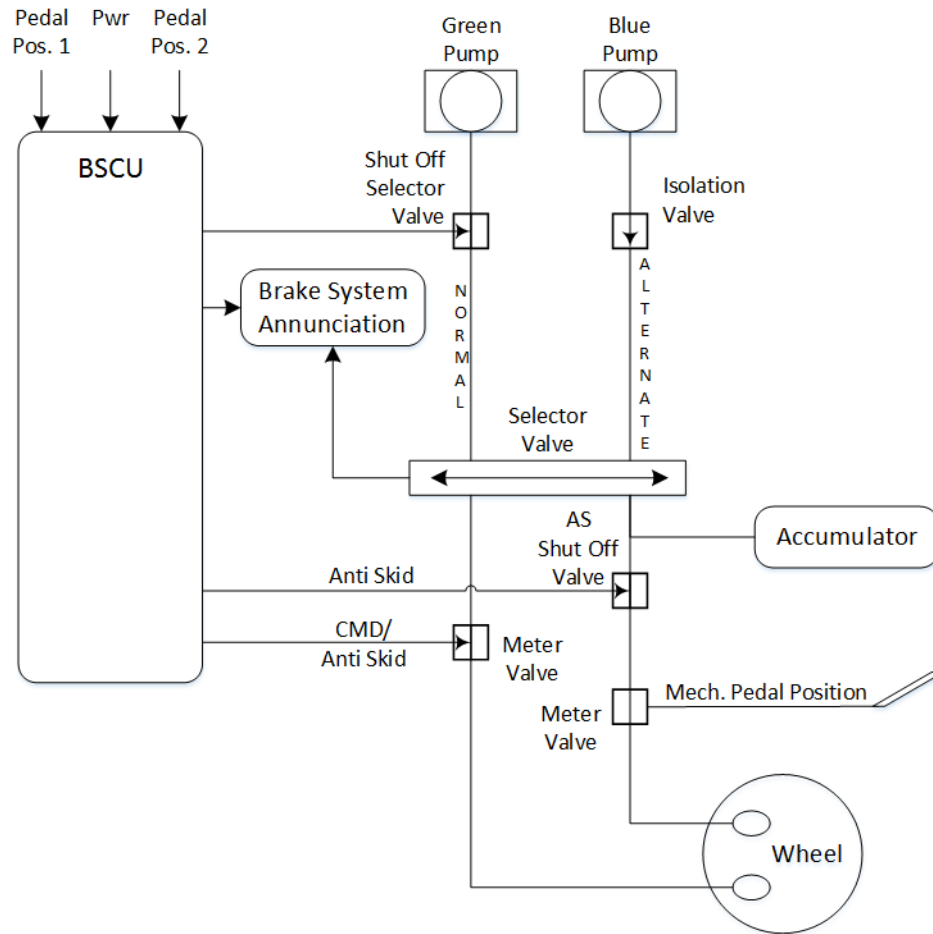 Pedal
Pos. 1
Pwr
Pedal
Pos. 2
Green
Pump
Blue
Pump
BSCU
Shut Off
Selector
Valve
Isolation
Valve
Brake System
Annunciation
NORMAL
ALTERNATE
Selector
Valve
AS
Shut Off
Valve
Accumulator
Anti Skid
CMD/
Anti Skid
Meter
Valve
Mech. Pedal Position
Meter
Valve
Wheel